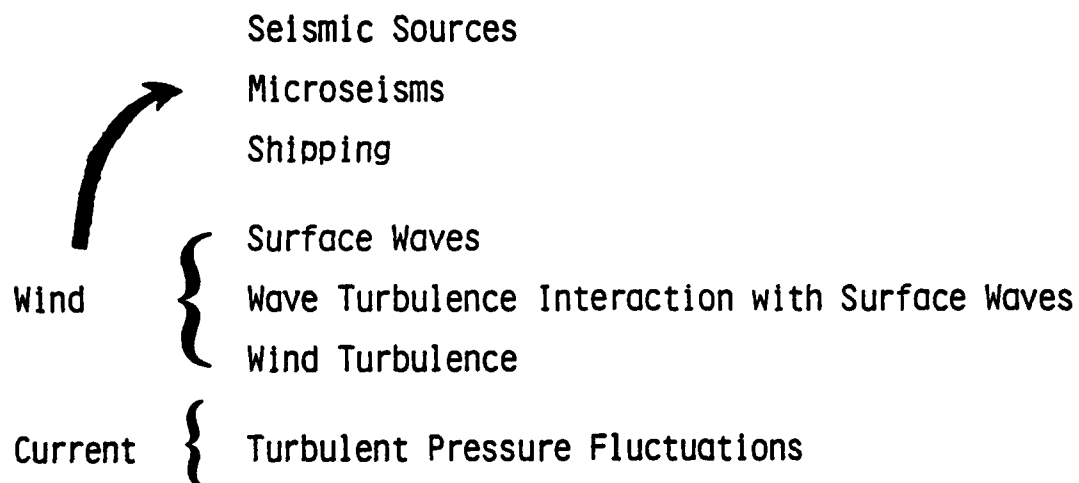 Seismic Sources
Microseisms
Shipping
Surface Waves
Wind { Wave Turbulence Interaction with Surface Waves
Wind Turbulence
Current { Turbulent Pressure Fluctuations